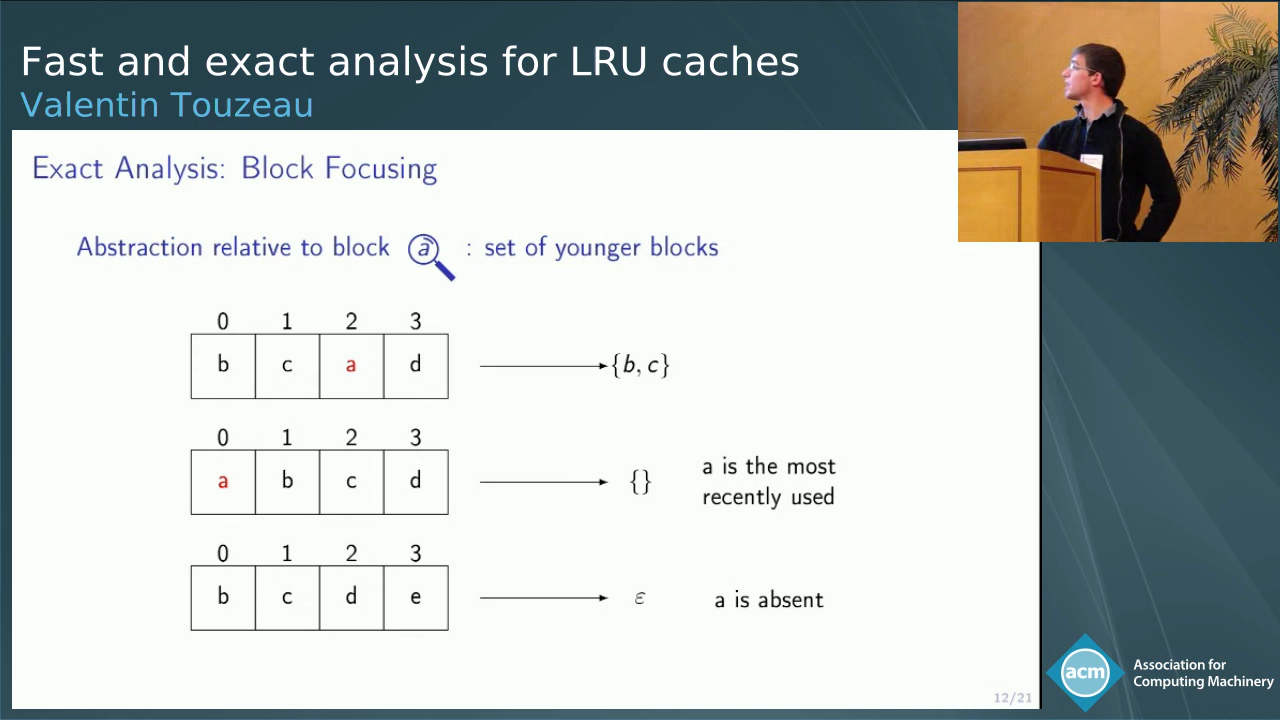 Fast and exact analysis for LRU caches
Valentin Touzeau
Exact Analysis: Block Focusing
Abstraction relative to block a : set of younger blocks
0 1 2 3
b c a d {b, c}
0 1 2 3
a b c d {} a is the most
recently used
0 1 2 3
b c d e ε a is absent
12/21
acm Association for
Computing Machinery